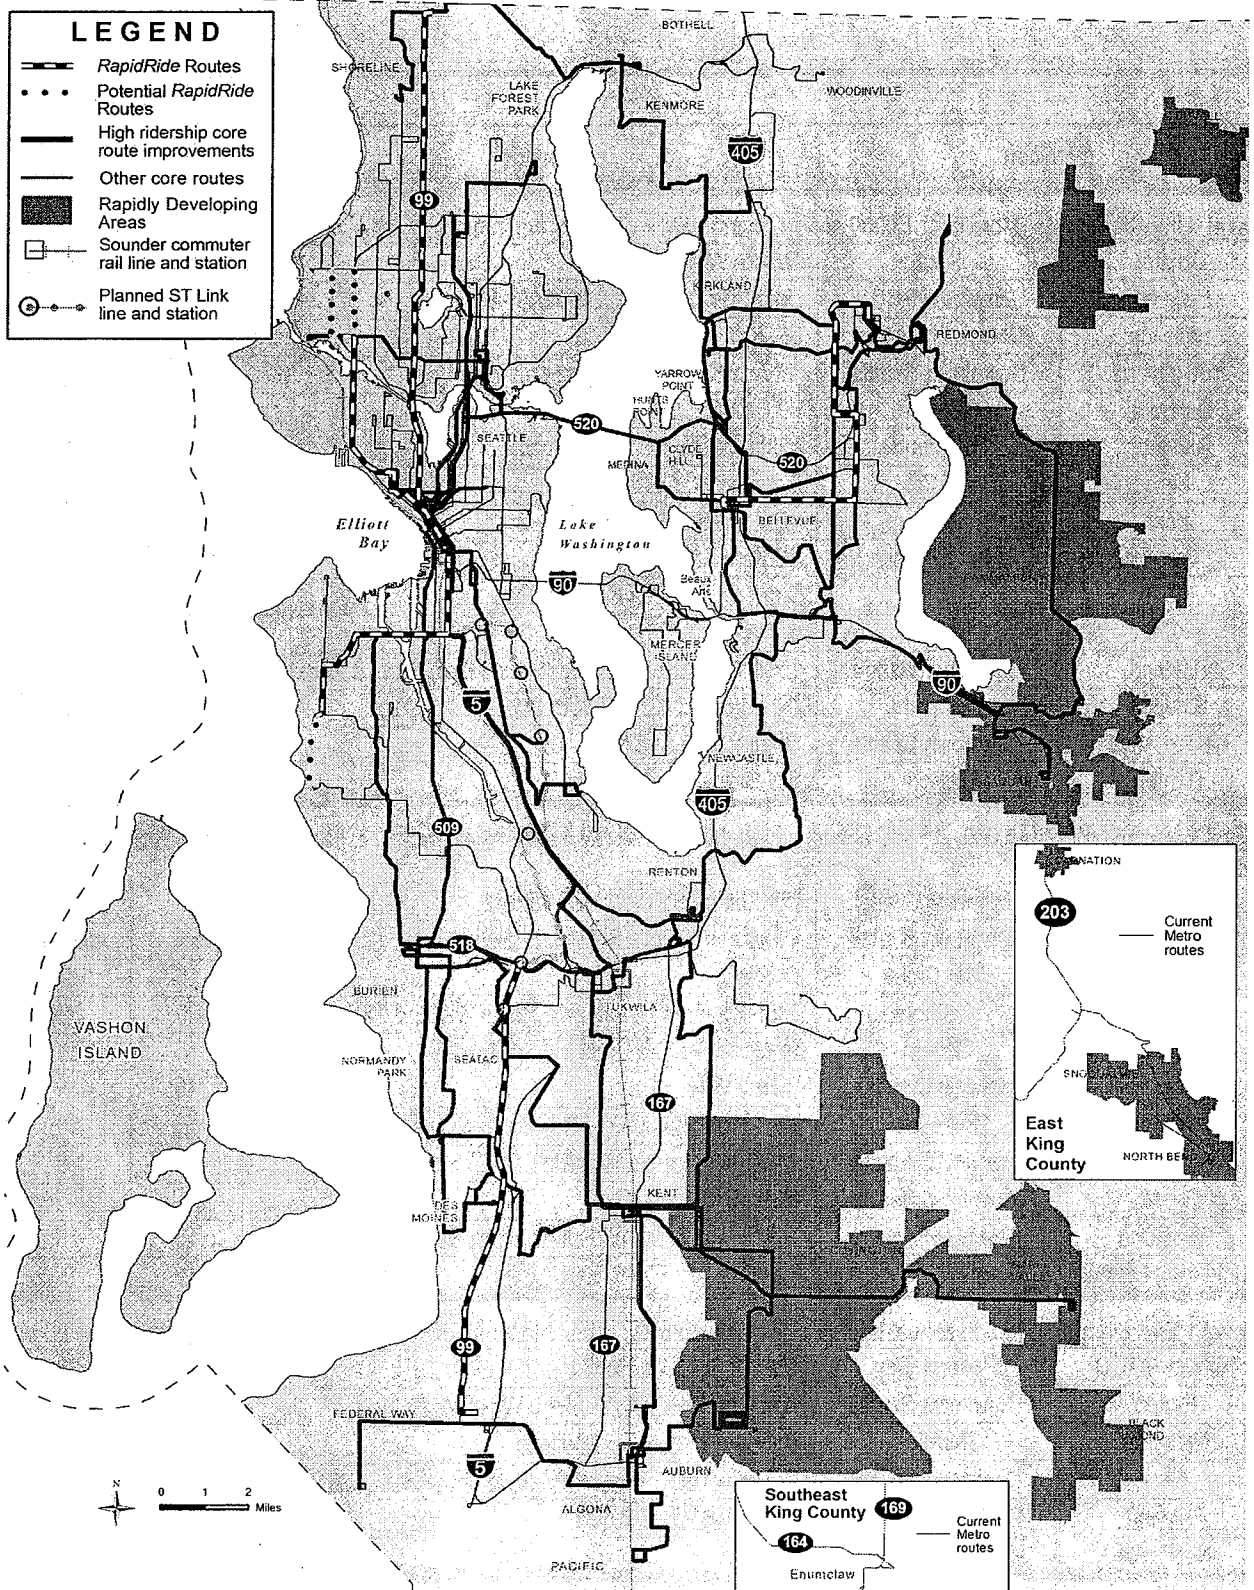 LEGEND
RapidRide Routes
Potential RapidRide
Routes
High ridership core
route improvements
Other core routes
Rapidly Developing
Areas
Sounder commuter
rail line and station
Planned ST Link
line and station
BOTHELL
SHORELINE
LAKE
FOREST
PARK
KENMORE
WOODINVILLE
405
99
KIRKLAND
REDMOND
YARROW
POINT
HUNTS
POINT
520
SEATTLE
MEDINA
CLYDE
HILL
520
Elliott
Bay
Lake
Washington
BELLEVUE
90
Beaux
Arts
MERCER
ISLAND
90
5
NEWCASTLE
405
509
RENTON
518
BURIEN
TUKWILA
VASHON
ISLAND
NORMANDY
PARK
SEATAC
167
KENT
DES
MOINES
99
167
FEDERAL WAY
5
AUBURN
ALGONA
PACIFIC
N
0 1 2
Miles
203
Current
Metro
routes
East
King
County
NORTH BEND
Southeast
King County
169
164
Current
Metro
routes
Enumclaw